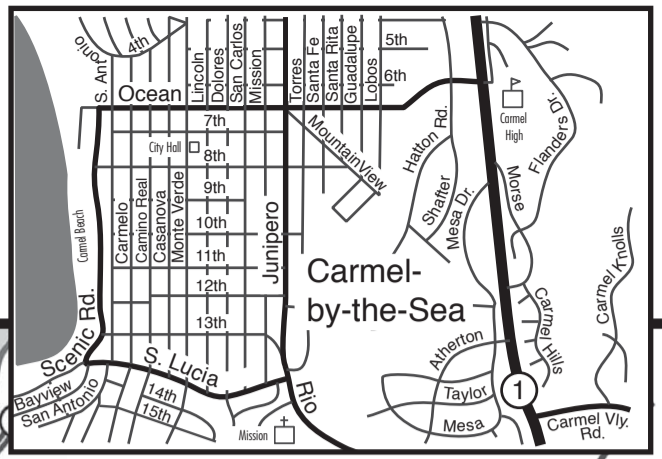 S. Antonio
4th
Lincoln
Dolores
San Carlos
Mission
Torres
Santa Fe
Santa Rita
Guadalupe
Lobos
5th
6th
Ocean
7th
City Hall
8th
9th
10th
11th
12th
13th
Carmelo
Camino Real
Casanova
Monte Verde
Junipero
Mountain View
Hatton Rd.
Shafter
Mesa Dr.
Carmel
High
Flanders Dr.
Morse
Carmel Beach
Scenic Rd.
Carmel-
by-the-Sea
Carmel Hills
Carmel Knolls
Atherton
Taylor
Mesa
1
Carmel Vly.
Rd.
S. Lucia
Rio
Bayview
San Antonio
14th
15th
Mission